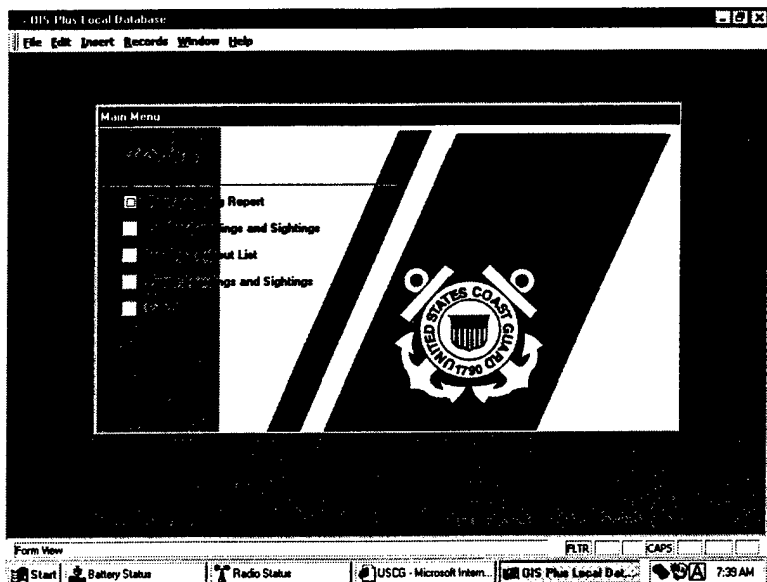 - OIS Plus Local Database
File Edit Insert Records Window Help
Main Menu
Report
ings and Sightings
ut List
gs and Sightings
UNITED STATES COAST GUARD
1790
Form View FLTR CAPS
Start Battery Status Radio Status USCG - Microsoft Intern... OIS Plus Local Dat... 7:39 AM